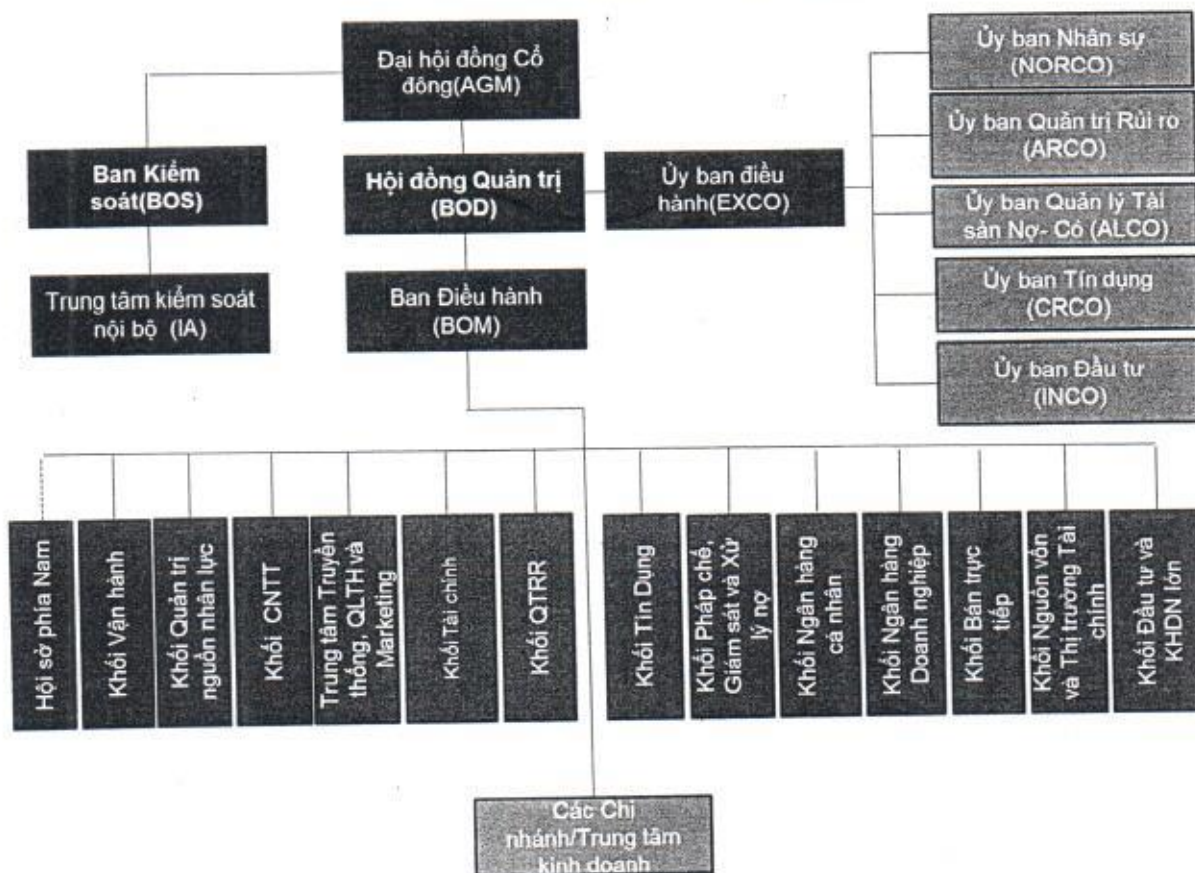 Đại hội đồng Cổ
đông(AGM)
Ủy ban Nhân sự
(NORCO)
Ủy ban Quản trị Rủi ro
(ARCO)
Ban Kiểm
soát(BOS)
Hội đồng Quản trị
(BOD)
Ủy ban điều
hành(EXCO)
Ủy ban Quản lý Tài
sản Nợ- Có (ALCO)
Trung tâm kiểm soát
nội bộ (IA)
Ban Điều hành
(BOM)
Ủy ban Tín dụng
(CRCO)
Ủy ban Đầu tư
(INCO)
Hội sở phía Nam
Khối Vận hành
Khối Quản trị
nguồn nhân lực
Khối CNTT
Trung tâm Truyền
thống, QLTH và
Marketing
Khối Tài chính
Khối QTRR
Khối Tín Dụng
Khối Pháp chế,
Giám sát và Xử
lý nợ
Khối Ngân hàng
cá nhân
Khối Ngân hàng
Doanh nghiệp
Khối Bán trực
tiếp
Khối Nguồn vốn
và Thị trường Tài
chính
Khối Đầu tư và
KHDN lớn
Các Chi
nhánh/Trung tâm
kinh doanh